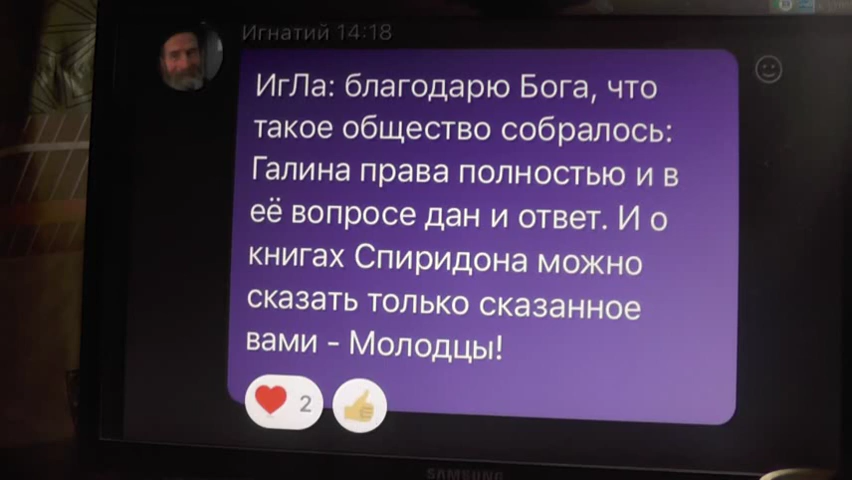 Игнатий 14:18
ИгЛа: благодарю Бога, что
такое общество собралось:
Галина права полностью и в
её вопросе дан и ответ. И о
книгах Спиридона можно
сказать только сказанное
вами - Молодцы!
2
SAMSUNG